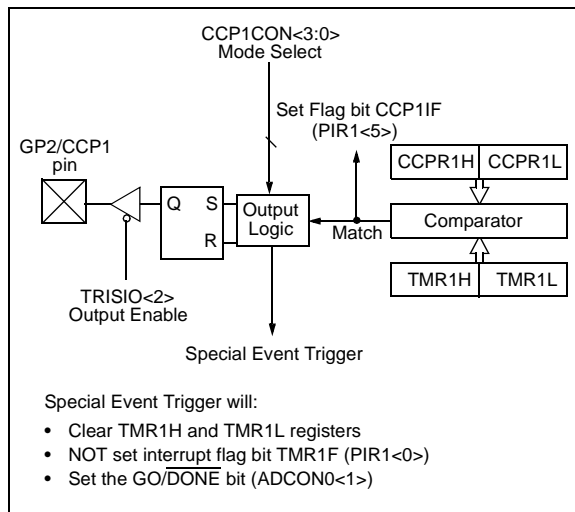 CCP1CON<3:0>
Mode Select
Set Flag bit CCP1IF
(PIR1<5>)
GP2/CCP1
pin
CCPR1H CCPR1L
Q S
R
Output
Logic
Match
Comparator
TRISIO<2>
Output Enable
TMR1H TMR1L
Special Event Trigger
Special Event Trigger will:
• Clear TMR1H and TMR1L registers
• NOT set interrupt flag bit TMR1F (PIR1<0>)
• Set the GO/DONE bit (ADCON0<1>)